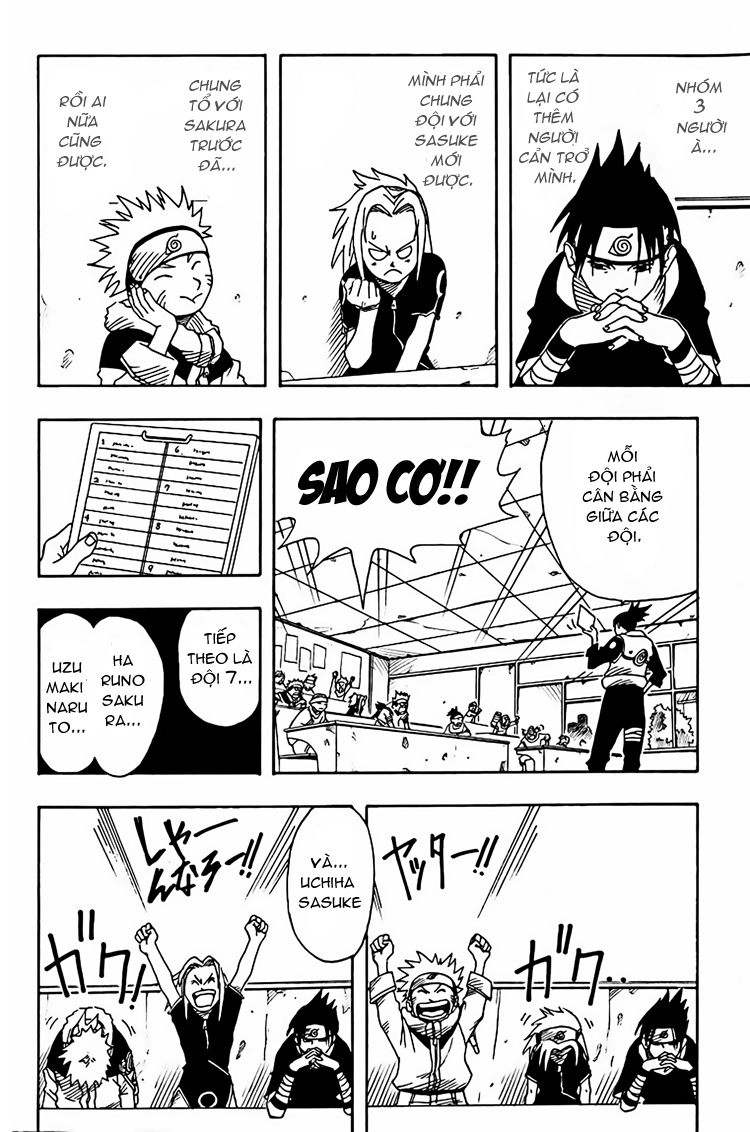 NHÓM
3
NGƯỜI
À...
TỨC LÀ
LẠI CÓ
THÊM
NGƯỜI
CẢN TRỞ
MÌNH.
MÌNH PHẢI
CHUNG
ĐỘI VỚI
SASUKE
MỚI
ĐƯỢC.
CHUNG
TỔ VỚI
SAKURA
TRƯỚC
ĐÃ...
RỒI AI
NỮA
CŨNG
ĐƯỢC.
MỖI
ĐỘI PHẢI
CÂN BẰNG
GIỮA CÁC
ĐỘI.
SAO CƠ!!
TIẾP
THEO LÀ
ĐỘI 7...
HA
RUNO
SAKU
RA...
UZU
MAKI
NARU
TO...
ヤッター!!
ガク..
VÀ...
UCHIHA
SASUKE
しゃー
んなろー!!
ガク